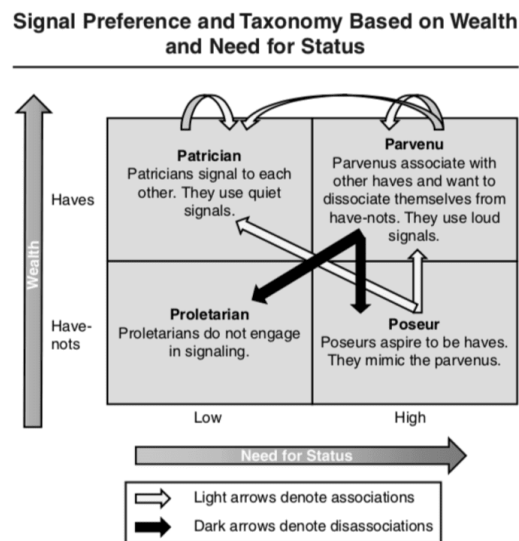 Signal Preference and Taxonomy Based on Wealth
and Need for Status
Patrician
Patricians signal to each
other. They use quiet
signals.
Parvenu
Parvenus associate with
other haves and want to
dissociate themselves from
have-nots. They use loud
signals.
Haves
Wealth
Proletarian
Proletarians do not engage
in signaling.
Poseur
Poseurs aspire to be haves.
They mimic the parvenus.
Have-
nots
Low
High
Need for Status
Light arrows denote associations
Dark arrows denote disassociations